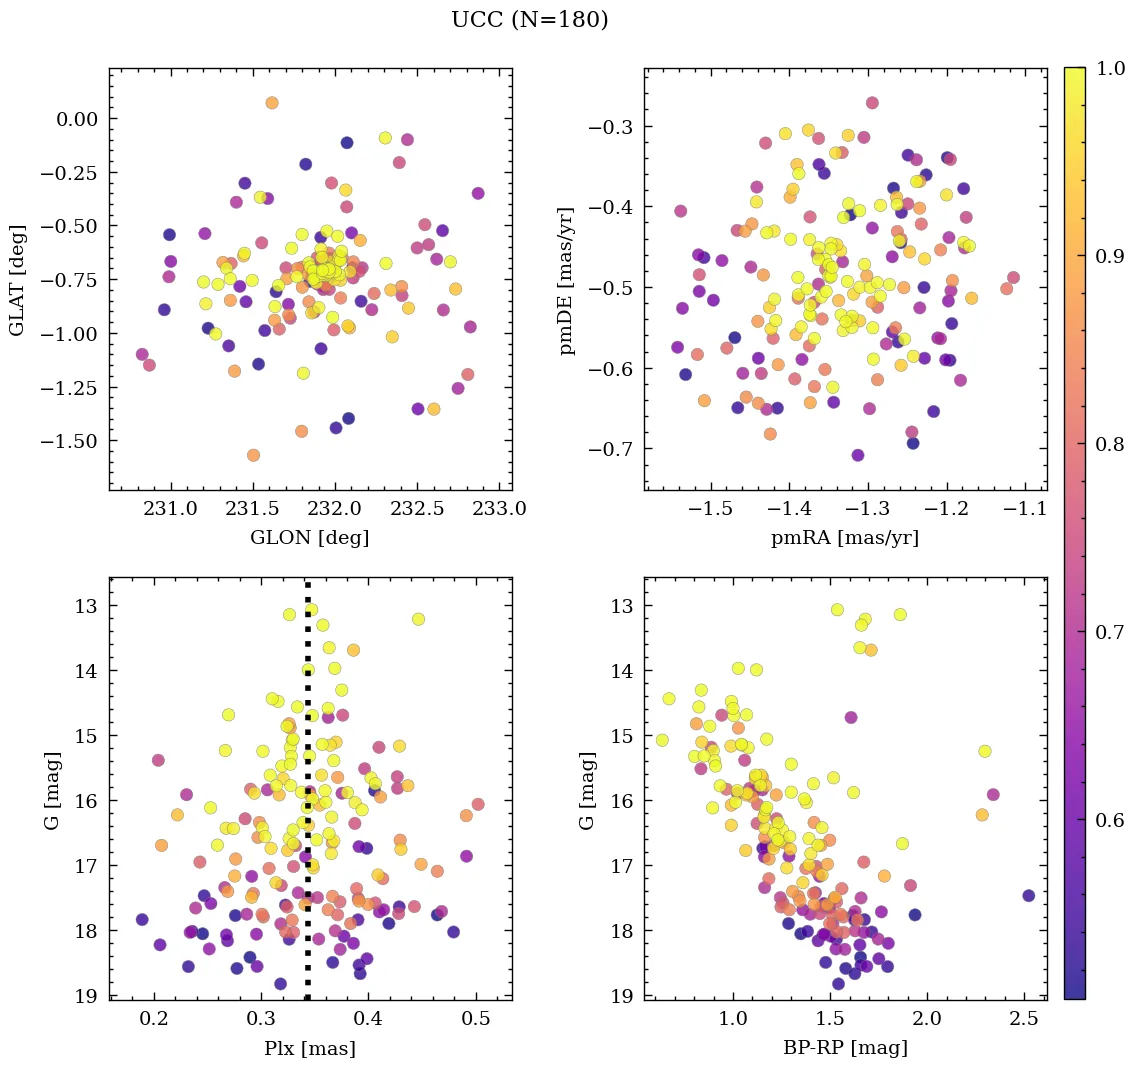 UCC (N=180)
0.00
−0.25
−0.50
−0.75
−1.00
−1.25
−1.50
GLAT [deg]
231.0 231.5 232.0 232.5 233.0
GLON [deg]
−0.3
−0.4
−0.5
−0.6
−0.7
pmDE [mas/yr]
−1.5 −1.4 −1.3 −1.2 −1.1
pmRA [mas/yr]
1.0
0.9
0.8
0.7
0.6
13
14
15
16
17
18
19
G [mag]
0.2 0.3 0.4 0.5
Plx [mas]
13
14
15
16
17
18
19
G [mag]
1.0 1.5 2.0 2.5
BP-RP [mag]